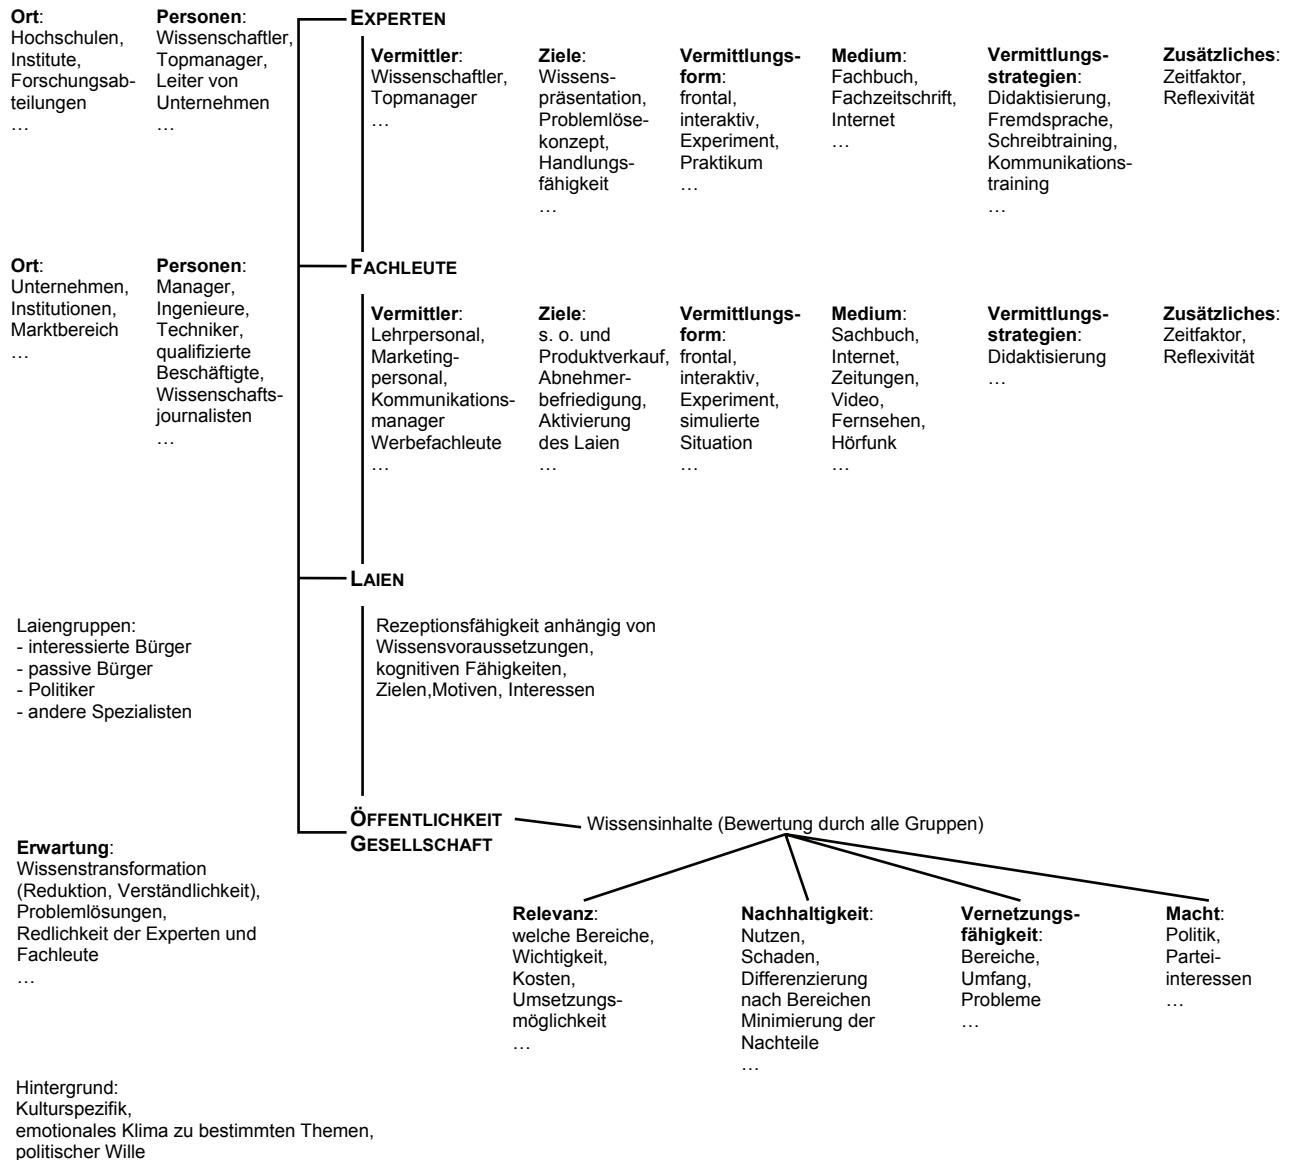 Ort:
Hochschulen,
Institute,
Forschungsab-
teilungen
…
Personen:
Wissenschaftler,
Topmanager,
Leiter von
Unternehmen
…
EXPERTEN
Vermittler:
Wissenschaftler,
Topmanager
…
Ziele:
Wissens-
präsentation,
Problemlöse-
konzept,
Handlungs-
fähigkeit
…
Vermittlungs-
form:
frontal,
interaktiv,
Experiment,
Praktikum
…
Medium:
Fachbuch,
Fachzeitschrift,
Internet
…
Vermittlungs-
strategien:
Didaktisierung,
Fremdsprache,
Schreibtraining,
Kommunikations-
training
…
Zusätzliches:
Zeitfaktor,
Reflexivität
Ort:
Unternehmen,
Institutionen,
Marktbereich
…
Personen:
Manager,
Ingenieure,
Techniker,
qualifizierte
Beschäftigte,
Wissenschafts-
journalisten
…
FACHLEUTE
Vermittler:
Lehrpersonal,
Marketing-
personal,
Kommunikations-
manager
Werbefachleute
…
Ziele:
s. o. und
Produktverkauf,
Abnehmer-
befriedigung,
Aktivierung
des Laien
…
Vermittlungs-
form:
frontal,
interaktiv,
Experiment,
simulierte
Situation
…
Medium:
Sachbuch,
Internet,
Zeitungen,
Video,
Fernsehen,
Hörfunk
…
Vermittlungs-
strategien:
Didaktisierung
…
Zusätzliches:
Zeitfaktor,
Reflexivität
LAIEN
Laiengruppen:
- interessierte Bürger
- passive Bürger
- Politiker
- andere Spezialisten
Rezeptionsfähigkeit anhängig von
Wissensvoraussetzungen,
kognitiven Fähigkeiten,
Zielen,Motiven, Interessen
ÖFFENTLICHKEIT
GESELLSCHAFT
Wissensinhalte (Bewertung durch alle Gruppen)
Erwartung:
Wissenstransformation
(Reduktion, Verständlichkeit),
Problemlösungen,
Redlichkeit der Experten und
Fachleute
…
Relevanz:
welche Bereiche,
Wichtigkeit,
Kosten,
Umsetzungs-
möglichkeit
…
Nachhaltigkeit:
Nutzen,
Schaden,
Differenzierung
nach Bereichen
Minimierung der
Nachteile
…
Vernetzungs-
fähigkeit:
Bereiche,
Umfang,
Probleme
…
Macht:
Politik,
Partei-
interessen
…
Hintergrund:
Kulturspezifik,
emotionales Klima zu bestimmten Themen,
politischer Wille